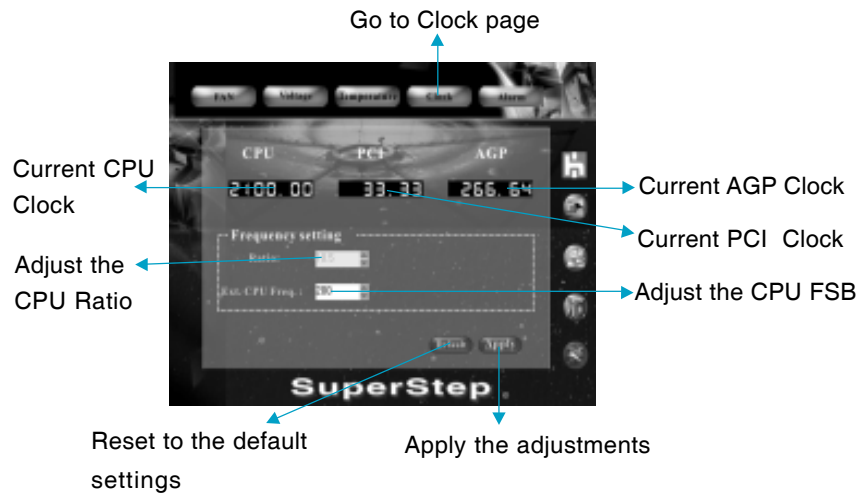 Go to Clock page
FAN Voltage Temperature Clock Alarm
CPU PCI AGP
Current CPU
Clock
2100.00 33.33 266.64
Current AGP Clock
Current PCI Clock
Frequency setting
Adjust the
CPU Ratio
Ratio:
Ext. CPU Freq. :
Adjust the CPU FSB
Apply
SuperStep
Reset to the default
settings
Apply the adjustments